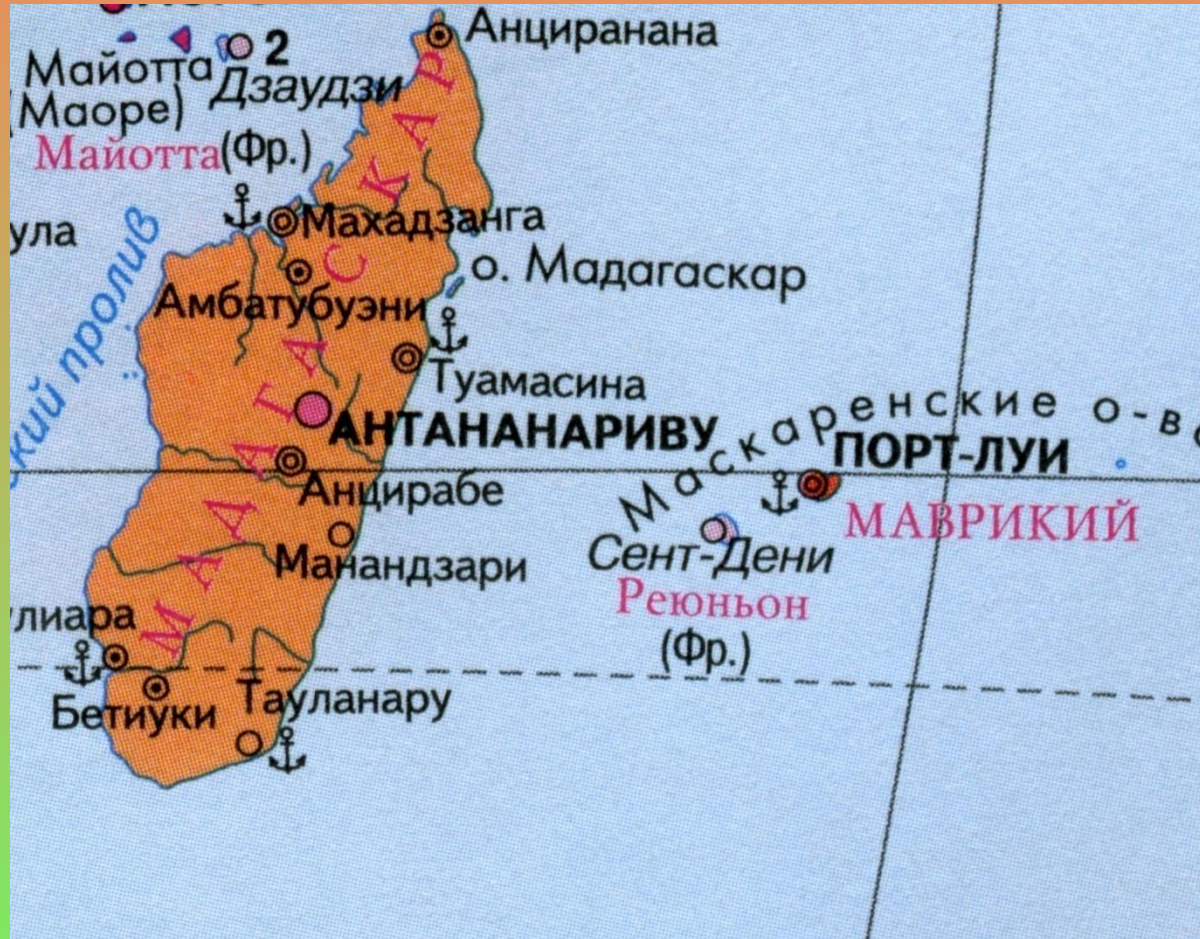 Анциранана
2
Майотта
Дзаудзи
(Маоре)
Майотта (Фр.)
Махадзанга
ула
кий пролив
о. Мадагаскар
Амбатубуэни
Туамасина
МАДАГАСКАР
АНТАНАНАРИВУ
Маскаренские о-в
ПОРТ-ЛУИ
Анцирабе
МАВРИКИЙ
Манандзари
Сент-Дени
Реюньон
(Фр.)
лиара
Бетиуки
Тауланару